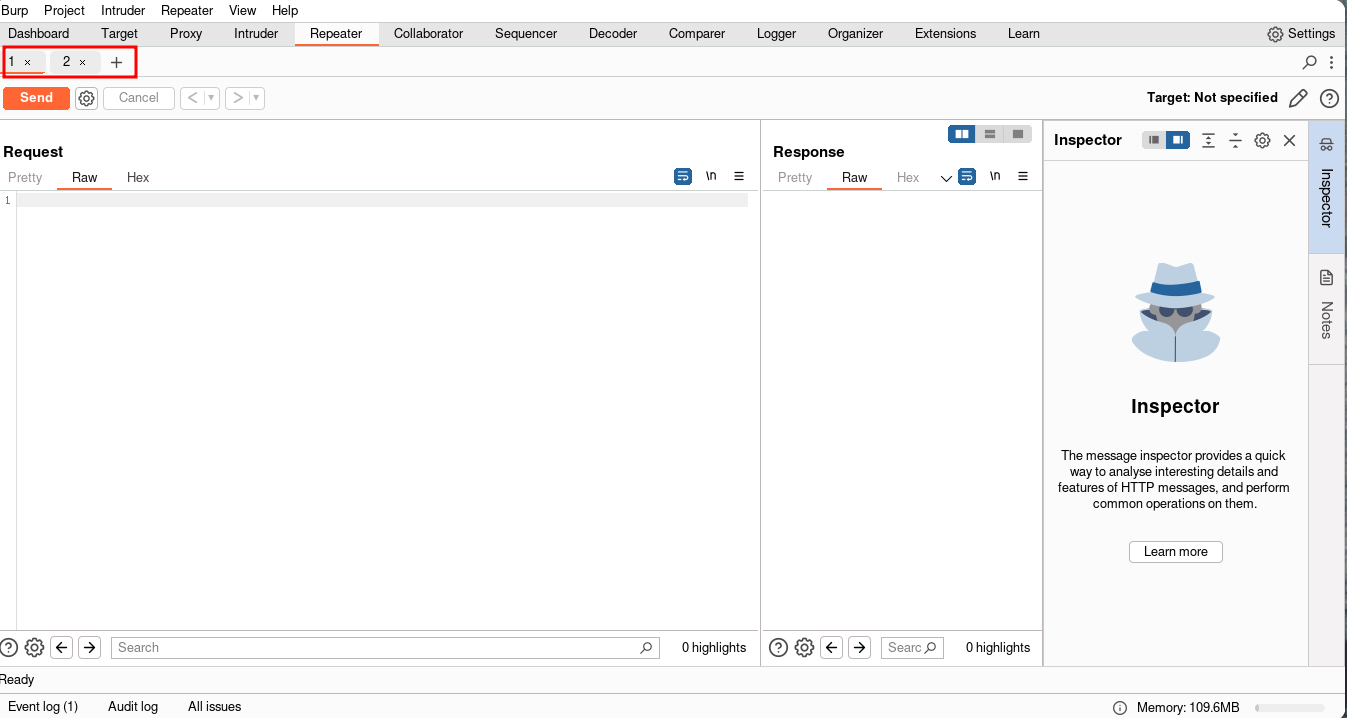 Burp Project Intruder Repeater View Help
Dashboard Target Proxy Intruder Repeater Collaborator Sequencer Decoder Comparer Logger Organizer Extensions Learn Settings
1 × 2 × +
Send Cancel < > Target: Not specified
Request
Pretty Raw Hex \n
1
Response
Pretty Raw Hex \n
Inspector
Inspector
The message inspector provides a quick
way to analyse interesting details and
features of HTTP messages, and perform
common operations on them.
Learn more
Inspector
Notes
Search 0 highlights
Searc 0 highlights
Ready
Event log (1) Audit log All issues Memory: 109.6MB